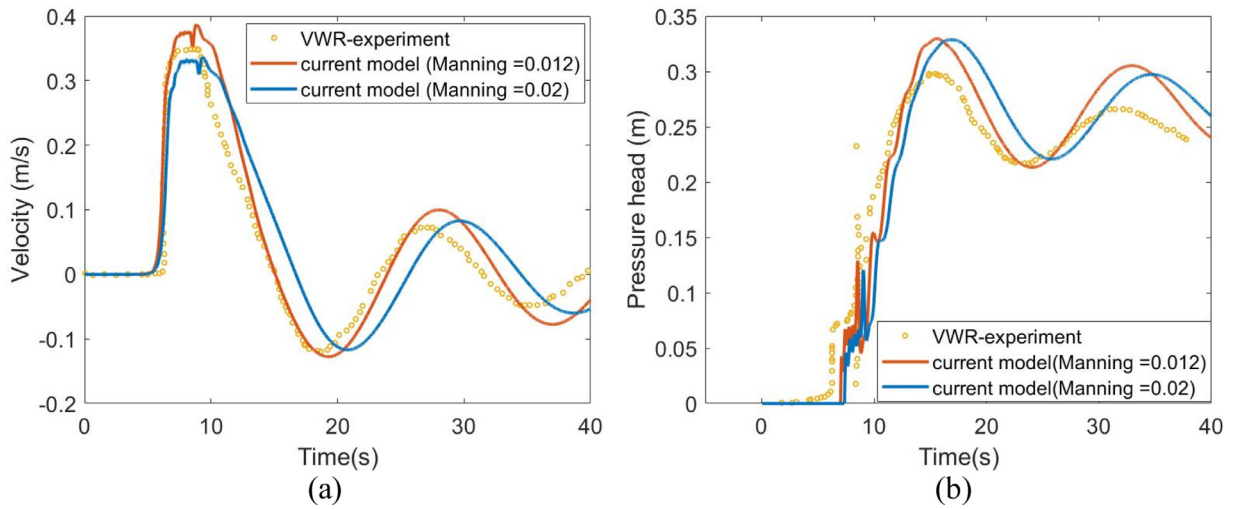 0.4
0.3
0.2
0.1
0
-0.1
-0.2
Velocity (m/s)
VWR-experiment
current model (Manning =0.012)
current model (Manning =0.02)
0 10 20 30 40
Time(s)
(a)
0.35
0.3
0.25
0.2
0.15
0.1
0.05
0
Pressure head (m)
VWR-experiment
current model(Manning =0.012)
current model(Manning =0.02)
0 10 20 30 40
Time(s)
(b)